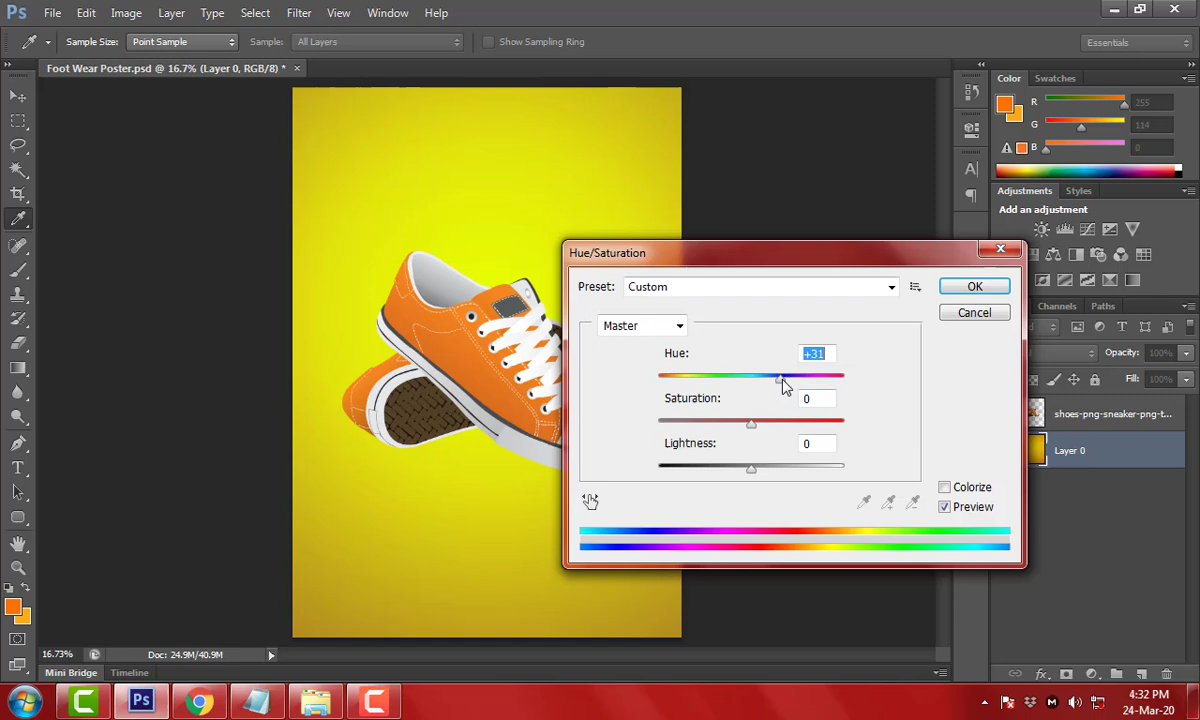 Ps File Edit Image Layer Type Select Filter View Window Help
Sample Size: Point Sample Sample: All Layers Show Sampling Ring Essentials
Foot Wear Poster.psd @ 16.7% (Layer 0, RGB/8) * ×
Color Swatches
R 255
G 114
B 0
Adjustments Styles
Add an adjustment
Channels Paths
Opacity: 100%
Fill: 100%
shoes-png-sneaker-png-t...
Layer 0
Hue/Saturation
Preset: Custom OK
Cancel
Master
Hue: +31
Saturation: 0
Lightness: 0
Colorize
Preview
16.73% Doc: 24.9M/40.9M
Mini Bridge Timeline
Ps
4:32 PM
24-Mar-20